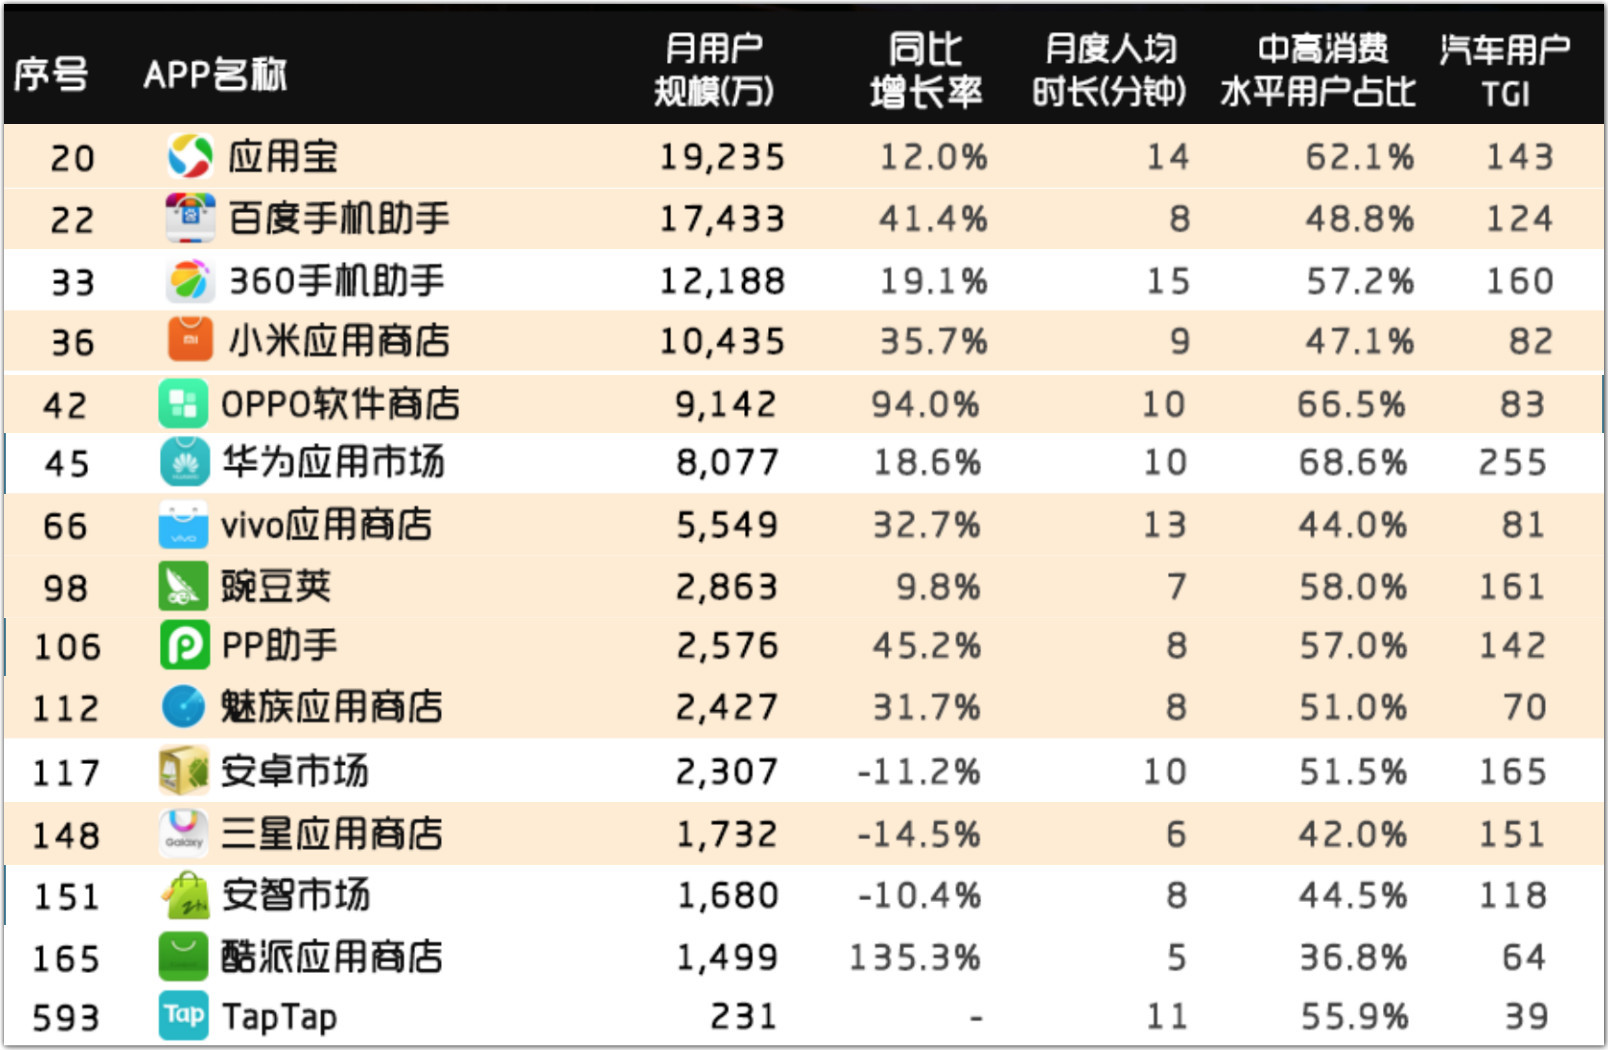 序号 APP名称 月用户规模(万) 同比增长率 月度人均时长(分钟) 中高消费水平用户占比 汽车用户TGI
20 应用宝 19,235 12.0% 14 62.1% 143
22 百度手机助手 17,433 41.4% 8 48.8% 124
33 360手机助手 12,188 19.1% 15 57.2% 160
36 小米应用商店 10,435 35.7% 9 47.1% 82
42 OPPO软件商店 9,142 94.0% 10 66.5% 83
45 华为应用市场 8,077 18.6% 10 68.6% 255
66 vivo应用商店 5,549 32.7% 13 44.0% 81
98 豌豆荚 2,863 9.8% 7 58.0% 161
106 PP助手 2,576 45.2% 8 57.0% 142
112 魅族应用商店 2,427 31.7% 8 51.0% 70
117 安卓市场 2,307 -11.2% 10 51.5% 165
148 Galaxy 三星应用商店 1,732 -14.5% 6 42.0% 151
151 安智市场 1,680 -10.4% 8 44.5% 118
165 酷派应用商店 1,499 135.3% 5 36.8% 64
593 Tap TapTap 231 - 11 55.9% 39